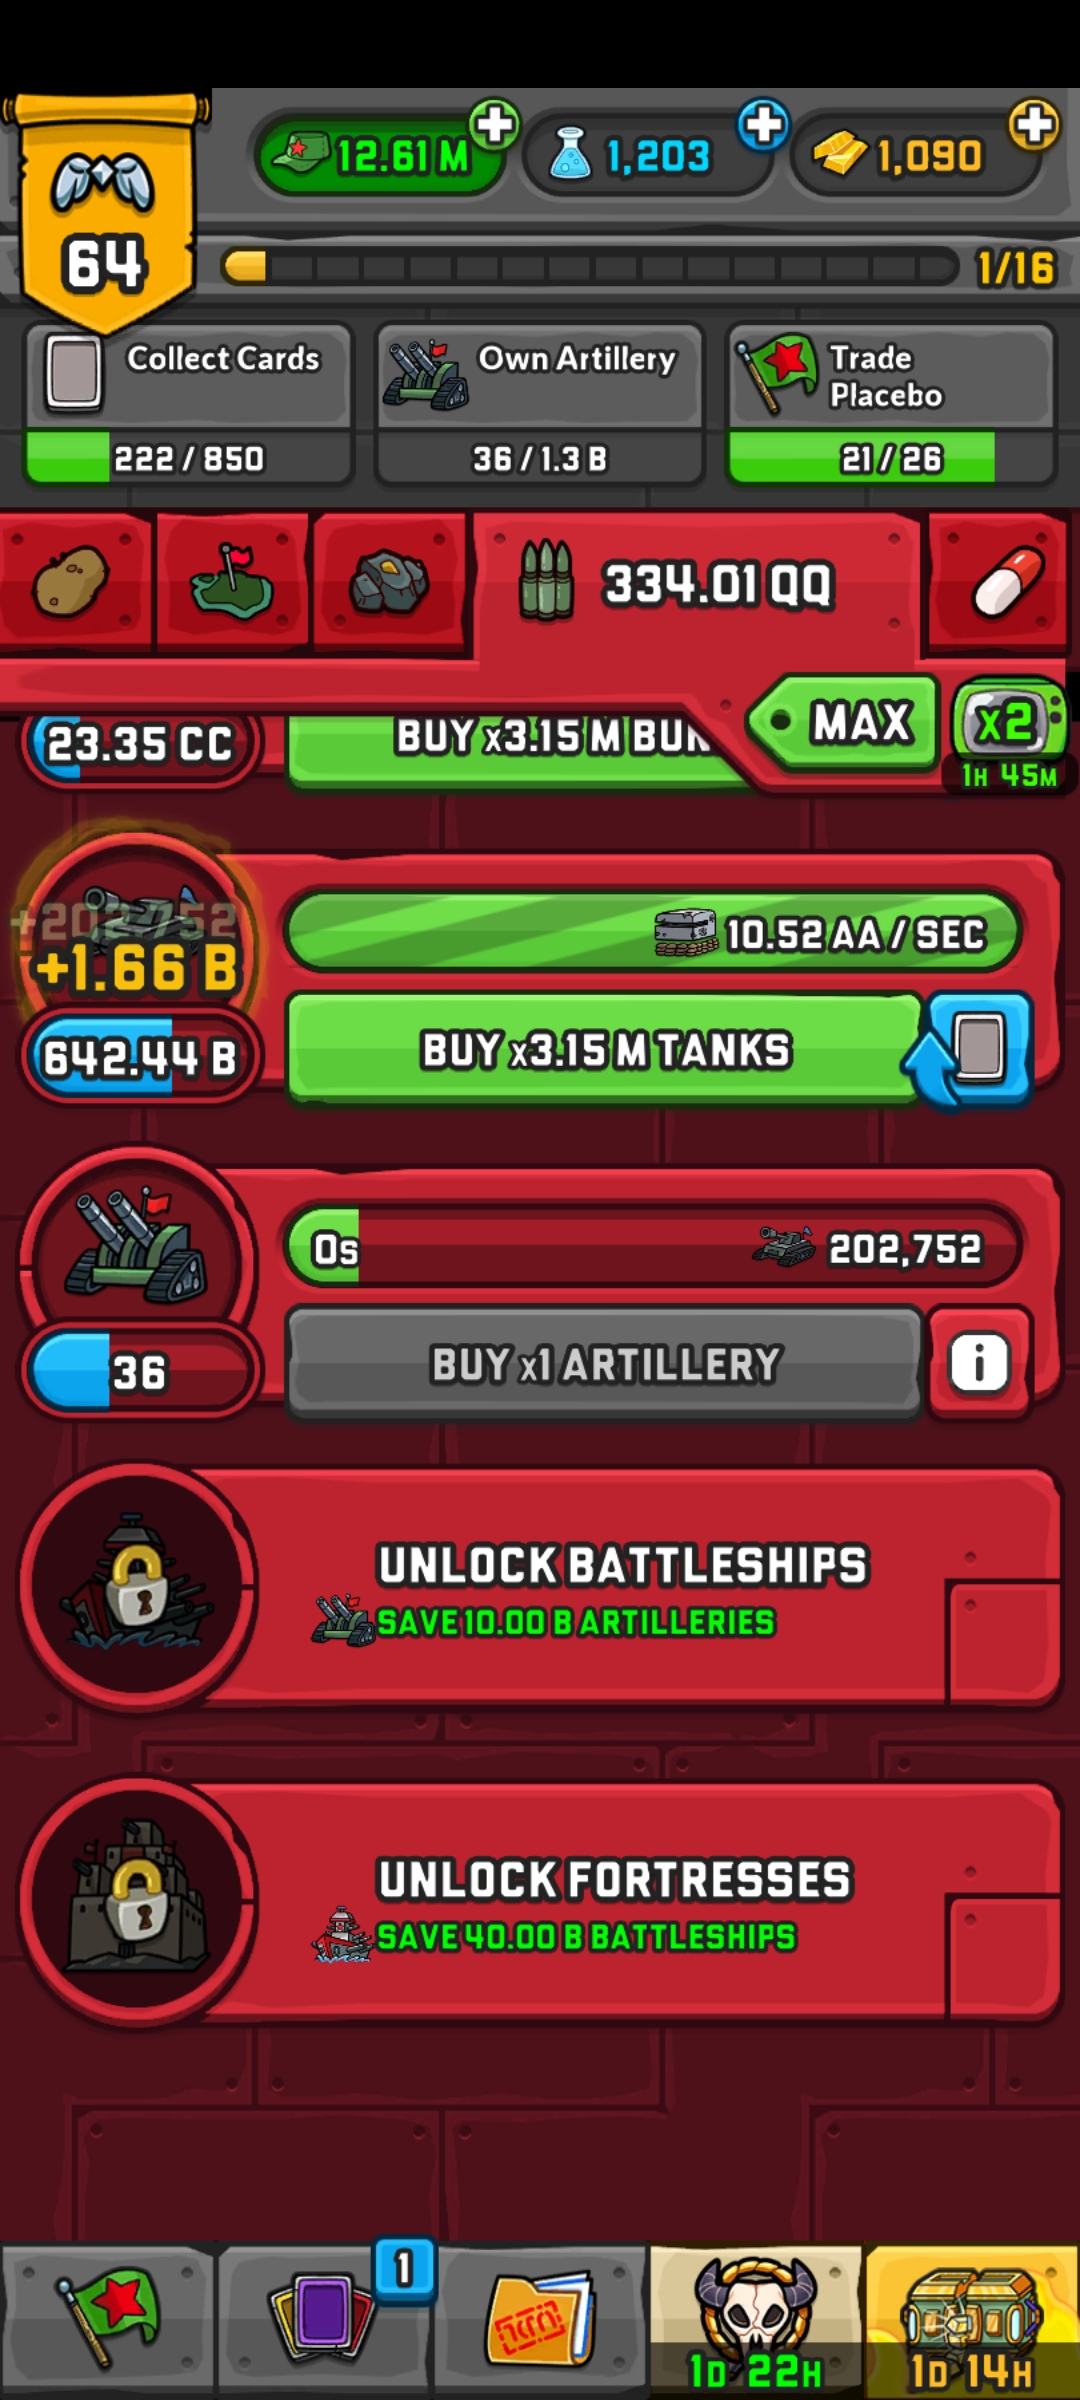 12.61 M
1,203
1,090
64
1/16
Collect Cards
Own Artillery
Trade
Placebo
222 / 850
36 / 1.3 B
21 / 26
334.01 QQ
MAX
x2
1H 45M
23.35 CC
BUY x3.15 M BUN
+202,752
+1.66 B
10.52 AA / SEC
642.44 B
BUY x3.15 M TANKS
0s
202,752
36
BUY x1 ARTILLERY
i
UNLOCK BATTLESHIPS
SAVE 10.00 B ARTILLERIES
UNLOCK FORTRESSES
SAVE 40.00 B BATTLESHIPS
1
1D 22H
1D 14H